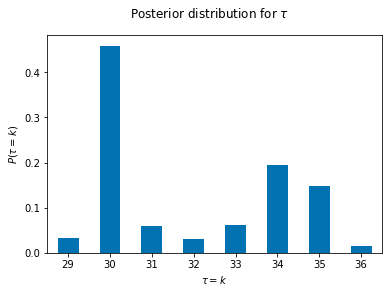 Posterior distribution for τ
P(τ = k)
0.4
0.3
0.2
0.1
0.0
29 30 31 32 33 34 35 36
τ = k